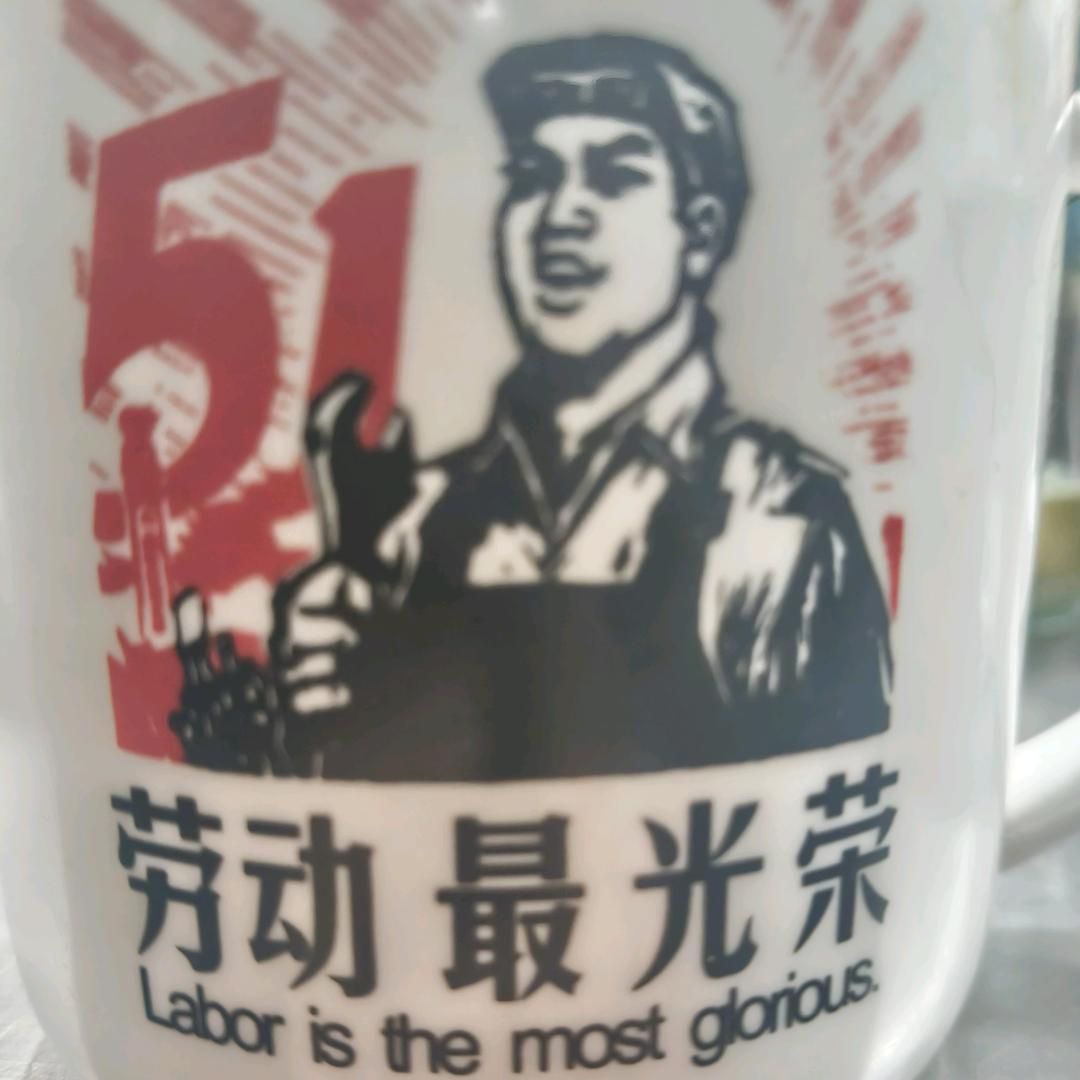 51
劳动最光荣
Labor is the most glorious.